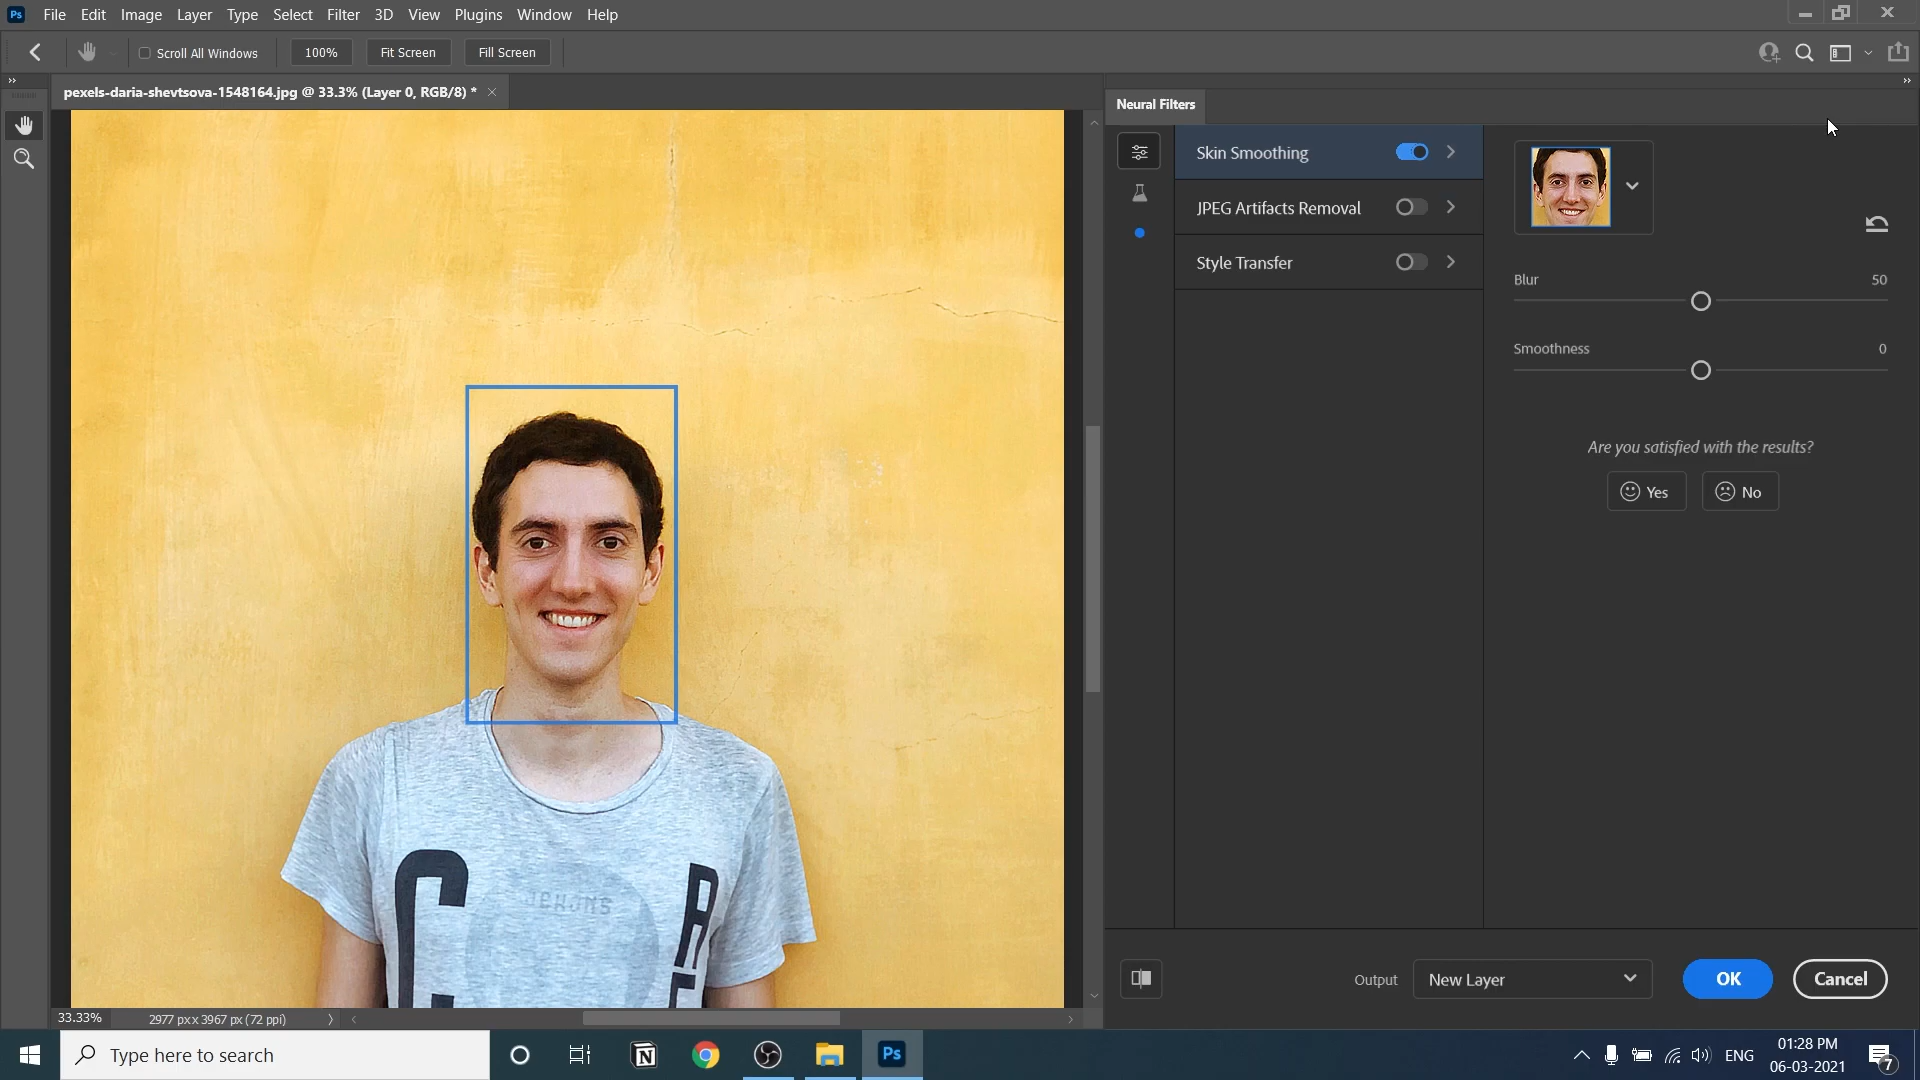 Ps File Edit Image Layer Type Select Filter 3D View Plugins Window Help
Scroll All Windows 100% Fit Screen Fill Screen
pexels-daria-shevtsova-1548164.jpg @ 33.3% (Layer 0, RGB/8) *
Neural Filters
Skin Smoothing
JPEG Artifacts Removal
Style Transfer
Blur 50
Smoothness 0
Are you satisfied with the results?
Yes No
C
Output New Layer OK Cancel
33.33% 2977 px x 3967 px (72 ppi)
Type here to search
N
Ps
ENG
01:28 PM
06-03-2021
7